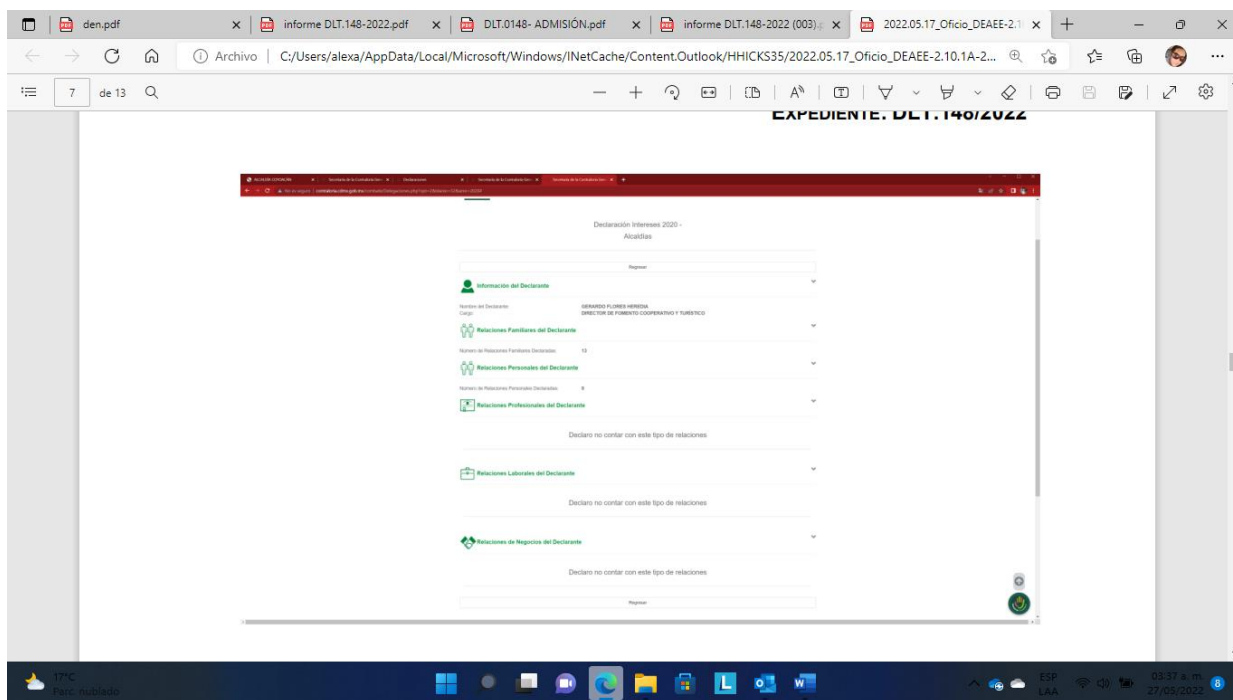 den.pdf
informe DLT.148-2022.pdf
DLT.0148- ADMISIÓN.pdf
informe DLT.148-2022 (003).
2022.05.17_Oficio_DEAEE-2.1
Archivo
C:/Users/alexa/AppData/Local/Microsoft/Windows/INetCache/Content.Outlook/HHICKS35/2022.05.17_Oficio_DEAEE-2.10.1A-2...
7 de 13
EXPEDIENTE: DLT.148/2022
Declaración Intereses 2020 -
Alcaldías
Regresar
Información del Declarante
Nombre del Declarante GERARDO FLORES HEREDIA
Cargo DIRECTOR DE FOMENTO COOPERATIVO Y TURÍSTICO
Relaciones Familiares del Declarante
Número de Relaciones Familiares Declaradas: 13
Relaciones Personales del Declarante
Número de Relaciones Personales Declaradas:
Relaciones Profesionales del Declarante
Declaro no contar con este tipo de relaciones
Relaciones Laborales del Declarante
Declaro no contar con este tipo de relaciones
Relaciones de Negocios del Declarante
Declaro no contar con este tipo de relaciones
Regresar
17°C
Parc. nublado
ESP
LAA
03:37 a. m.
27/05/2022
8